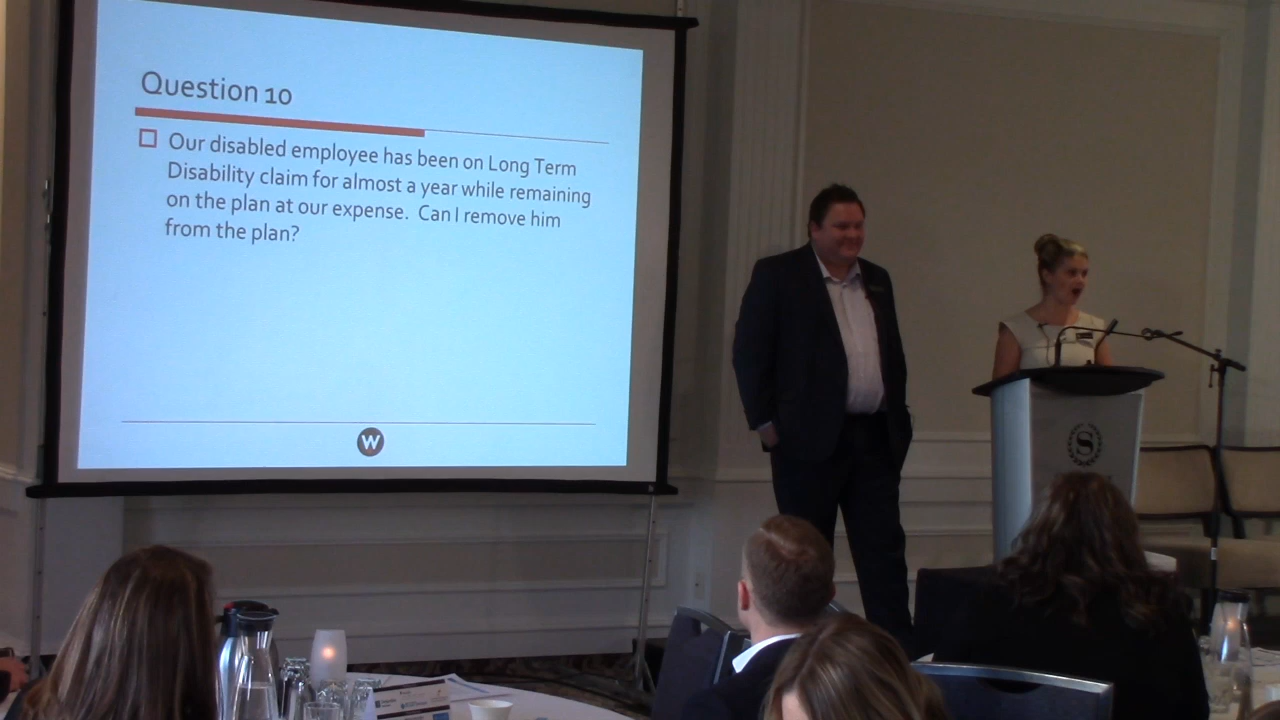 Question 10
Our disabled employee has been on Long Term
Disability claim for almost a year while remaining
on the plan at our expense. Can I remove him
from the plan?
W
S